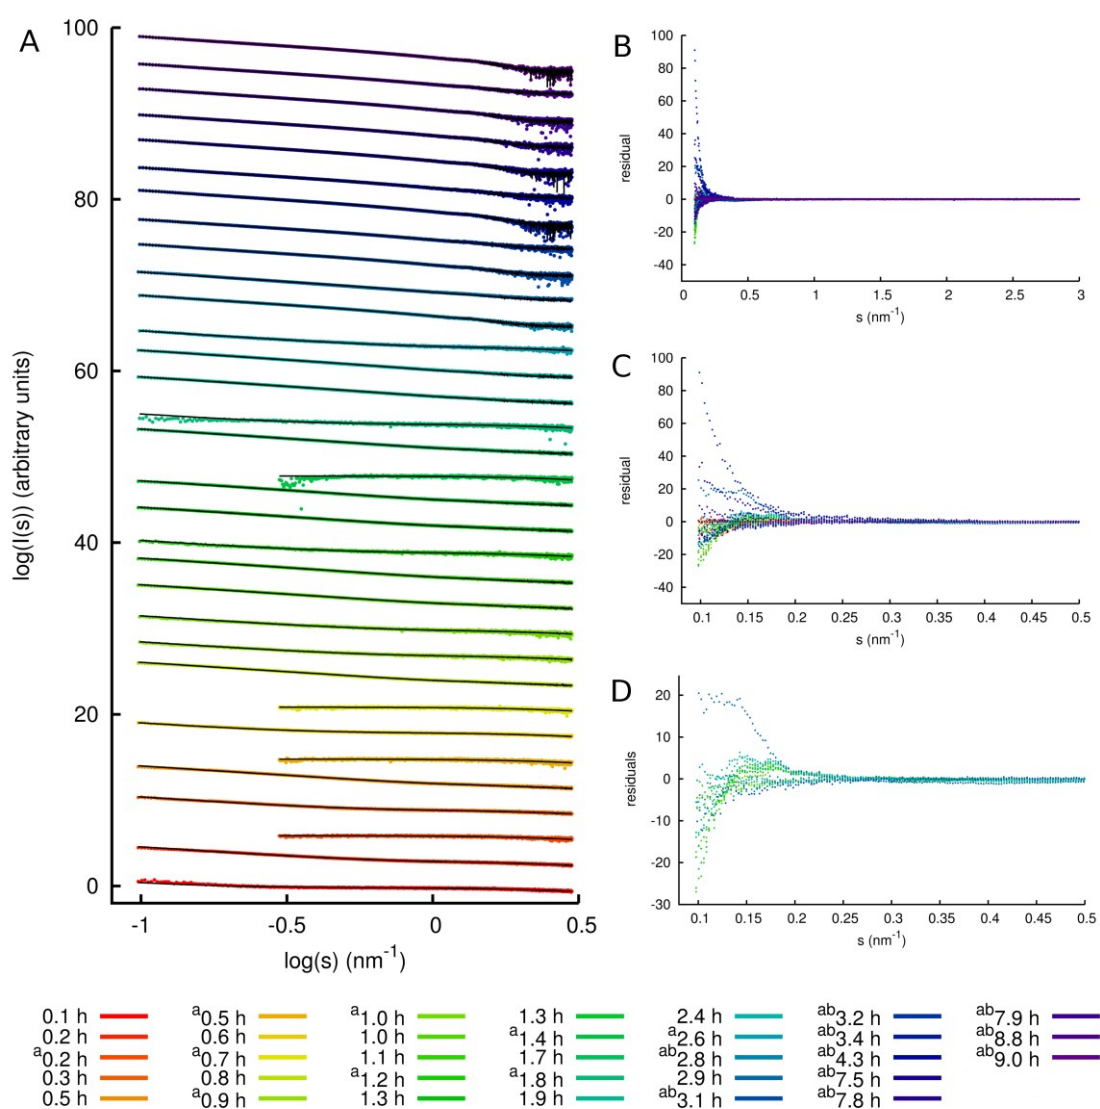 A
100
80
60
40
20
0
log(I(s)) (arbitrary units)
-1
-0.5
0
0.5
log(s) (nm-1)
B
100
80
60
40
20
0
-20
-40
residual
0
0.5
1
1.5
2
2.5
3
s (nm-1)
C
100
80
60
40
20
0
-20
-40
residual
0.1
0.15
0.2
0.25
0.3
0.35
0.4
0.45
0.5
s (nm-1)
D
20
10
0
-10
-20
-30
residuals
0.1
0.15
0.2
0.25
0.3
0.35
0.4
0.45
0.5
s (nm-1)
0.1 h
0.2 h
a0.2 h
0.3 h
0.5 h
a0.5 h
0.6 h
a0.7 h
0.8 h
a0.9 h
a1.0 h
1.0 h
1.1 h
a1.2 h
1.3 h
1.3 h
a1.4 h
1.7 h
a1.8 h
1.9 h
2.4 h
a2.6 h
ab2.8 h
2.9 h
ab3.1 h
ab3.2 h
ab3.4 h
ab4.3 h
ab7.5 h
ab7.8 h
ab7.9 h
ab8.8 h
ab9.0 h